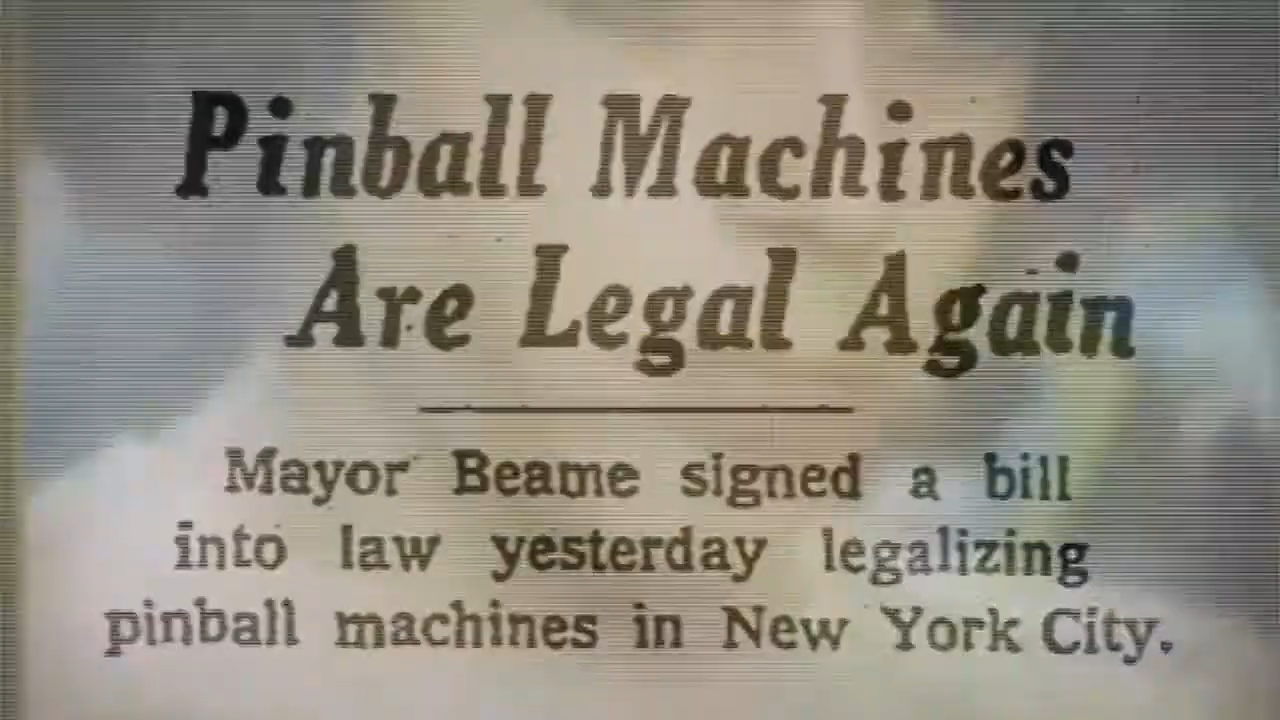 Pinball Machines
Are Legal Again
Mayor Beame signed a bill
into law yesterday legalizing
pinball machines in New York City.